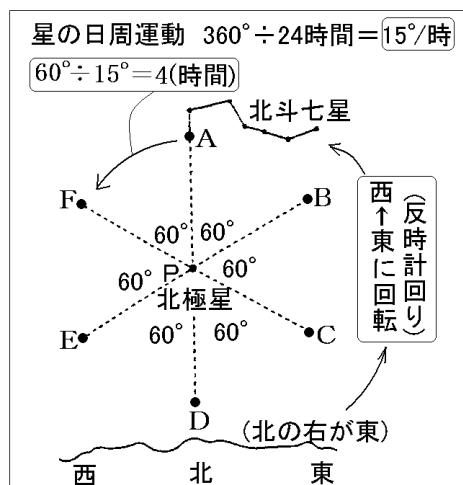 星の日周運動 360°÷24時間＝15°/時
60°÷15°＝4(時間)
北斗七星
A
F
B
60° 60°
60° P 60°
北極星
E
60° 60°
C
D
西↑東に回転
(反時計回り)
(北の右が東)
西 北 東